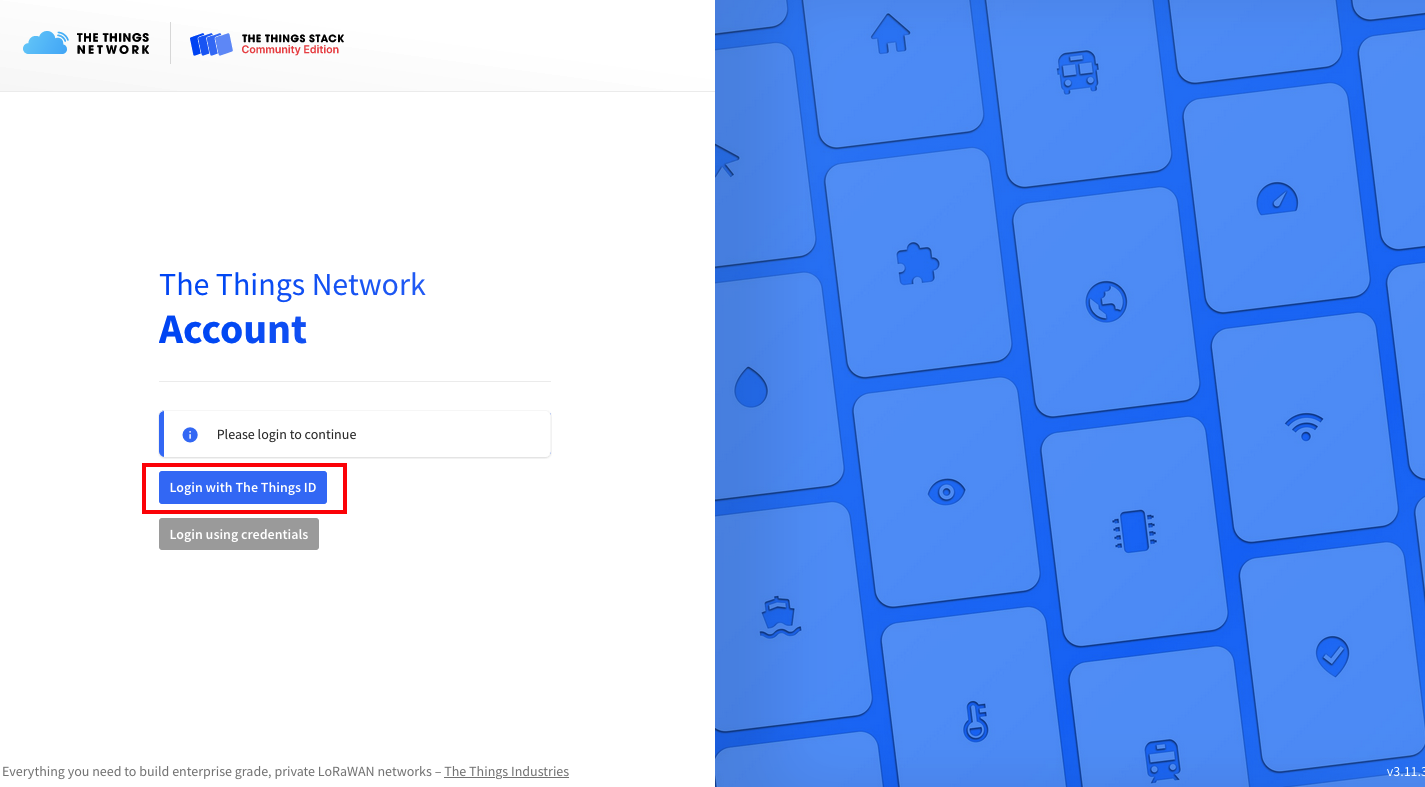 THE THINGS
NETWORK
THE THINGS STACK
Community Edition
The Things Network
Account
Please login to continue
Login with The Things ID
Login using credentials
Everything you need to build enterprise grade, private LoRaWAN networks – The Things Industries
v3.11.3